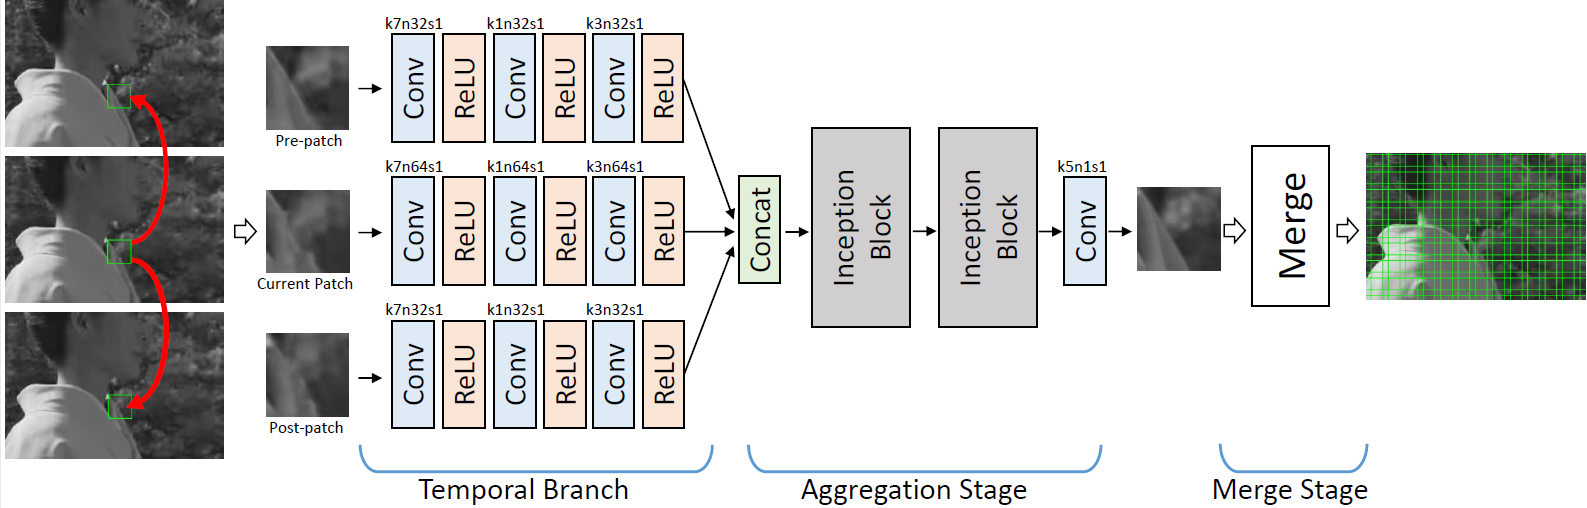 k7n32s1 k1n32s1 k3n32s1
Conv ReLU Conv ReLU Conv ReLU
Pre-patch
k7n64s1 k1n64s1 k3n64s1
Conv ReLU Conv ReLU Conv ReLU
Current Patch
k7n32s1 k1n32s1 k3n32s1
Conv ReLU Conv ReLU Conv ReLU
Post-patch
Concat
Inception
Block
Inception
Block
k5n1s1
Conv
Merge
Temporal Branch
Aggregation Stage
Merge Stage